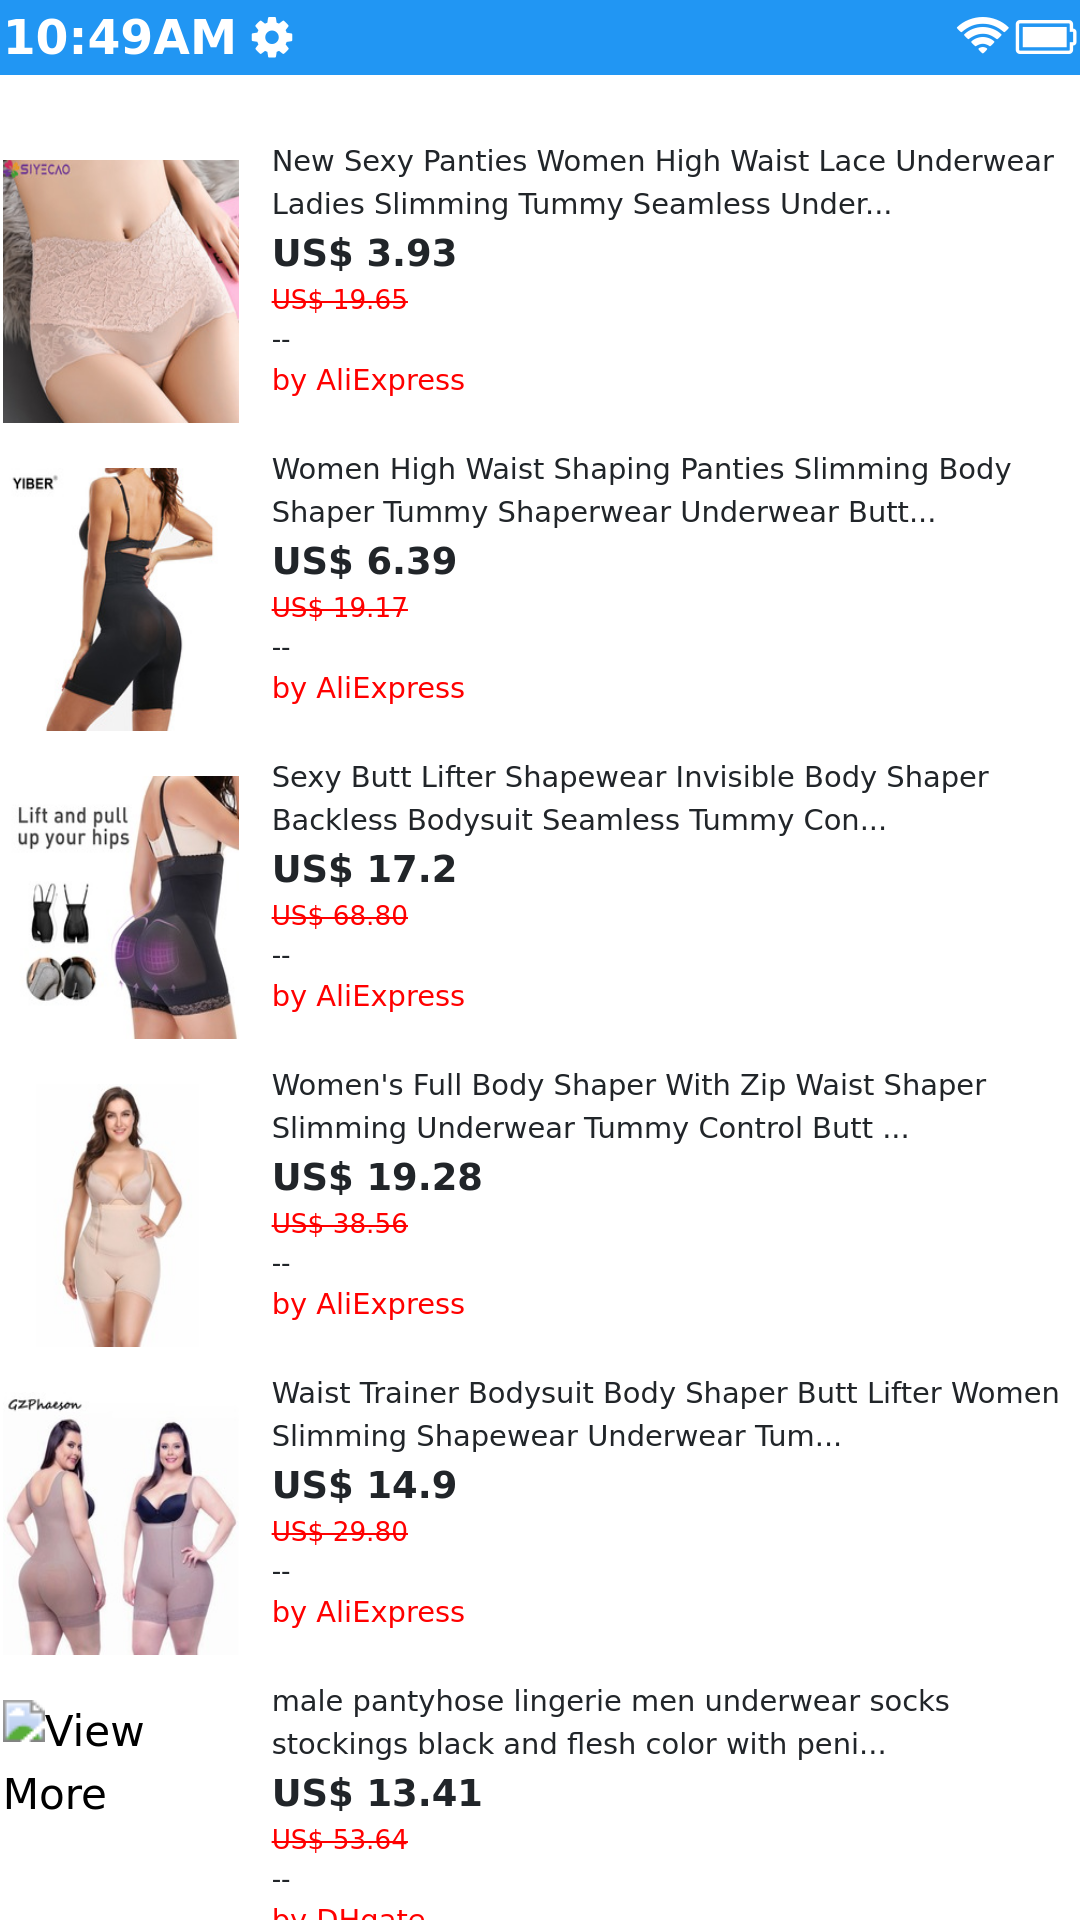 10:49AM
SIYECAO
New Sexy Panties Women High Waist Lace Underwear
Ladies Slimming Tummy Seamless Under...
US$ 3.93
US$ 19.65
--
by AliExpress
YIBER®
Women High Waist Shaping Panties Slimming Body
Shaper Tummy Shaperwear Underwear Butt...
US$ 6.39
US$ 19.17
--
by AliExpress
Lift and pull
up your hips
Sexy Butt Lifter Shapewear Invisible Body Shaper
Backless Bodysuit Seamless Tummy Con...
US$ 17.2
US$ 68.80
--
by AliExpress
Women's Full Body Shaper With Zip Waist Shaper
Slimming Underwear Tummy Control Butt ...
US$ 19.28
US$ 38.56
--
by AliExpress
GZPhaeson
Waist Trainer Bodysuit Body Shaper Butt Lifter Women
Slimming Shapewear Underwear Tum...
US$ 14.9
US$ 29.80
--
by AliExpress
View
More
male pantyhose lingerie men underwear socks
stockings black and flesh color with peni...
US$ 13.41
US$ 53.64
--
by DHgate